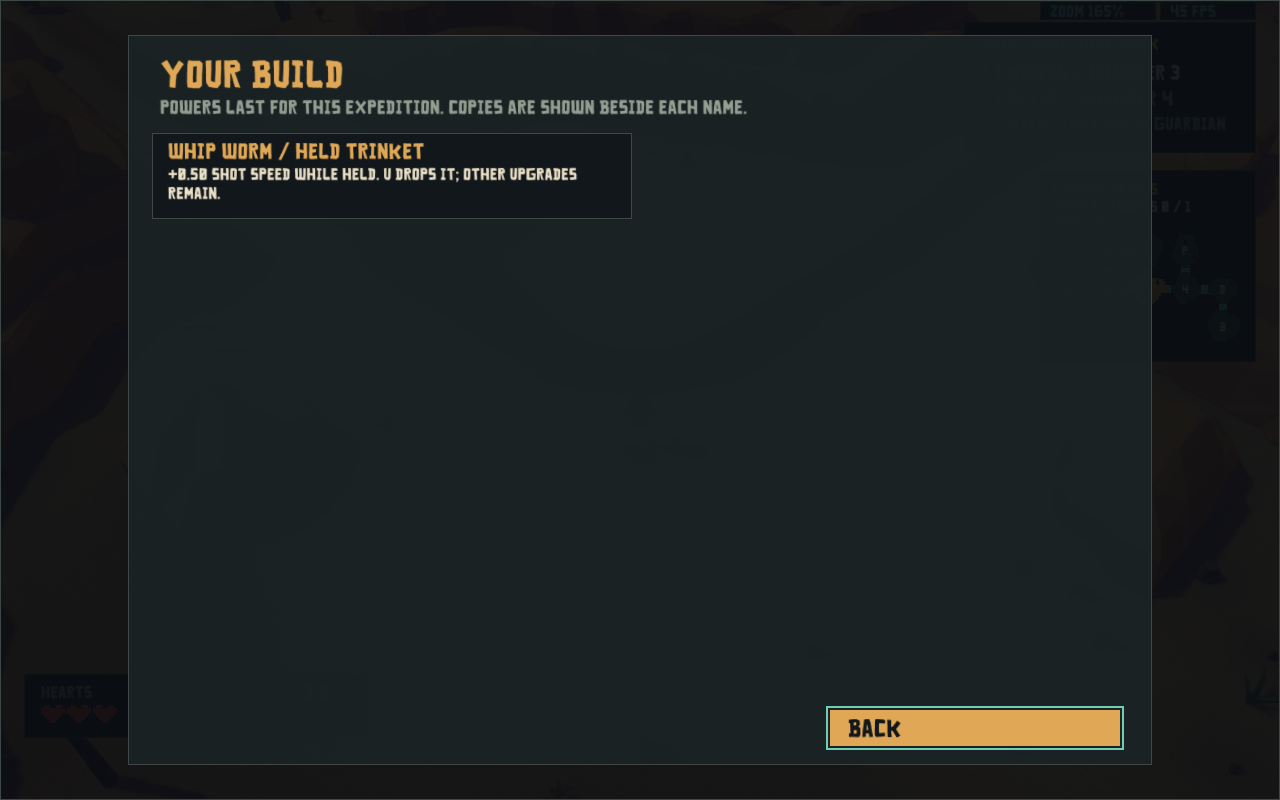 ZOOM 165%
45 FPS
YOUR BUILD
POWERS LAST FOR THIS EXPEDITION. COPIES ARE SHOWN BESIDE EACH NAME.
WHIP WORM / HELD TRINKET
+0.50 SHOT SPEED WHILE HELD. U DROPS IT; OTHER UPGRADES
REMAIN.
GUARDIAN
HEARTS
BACK